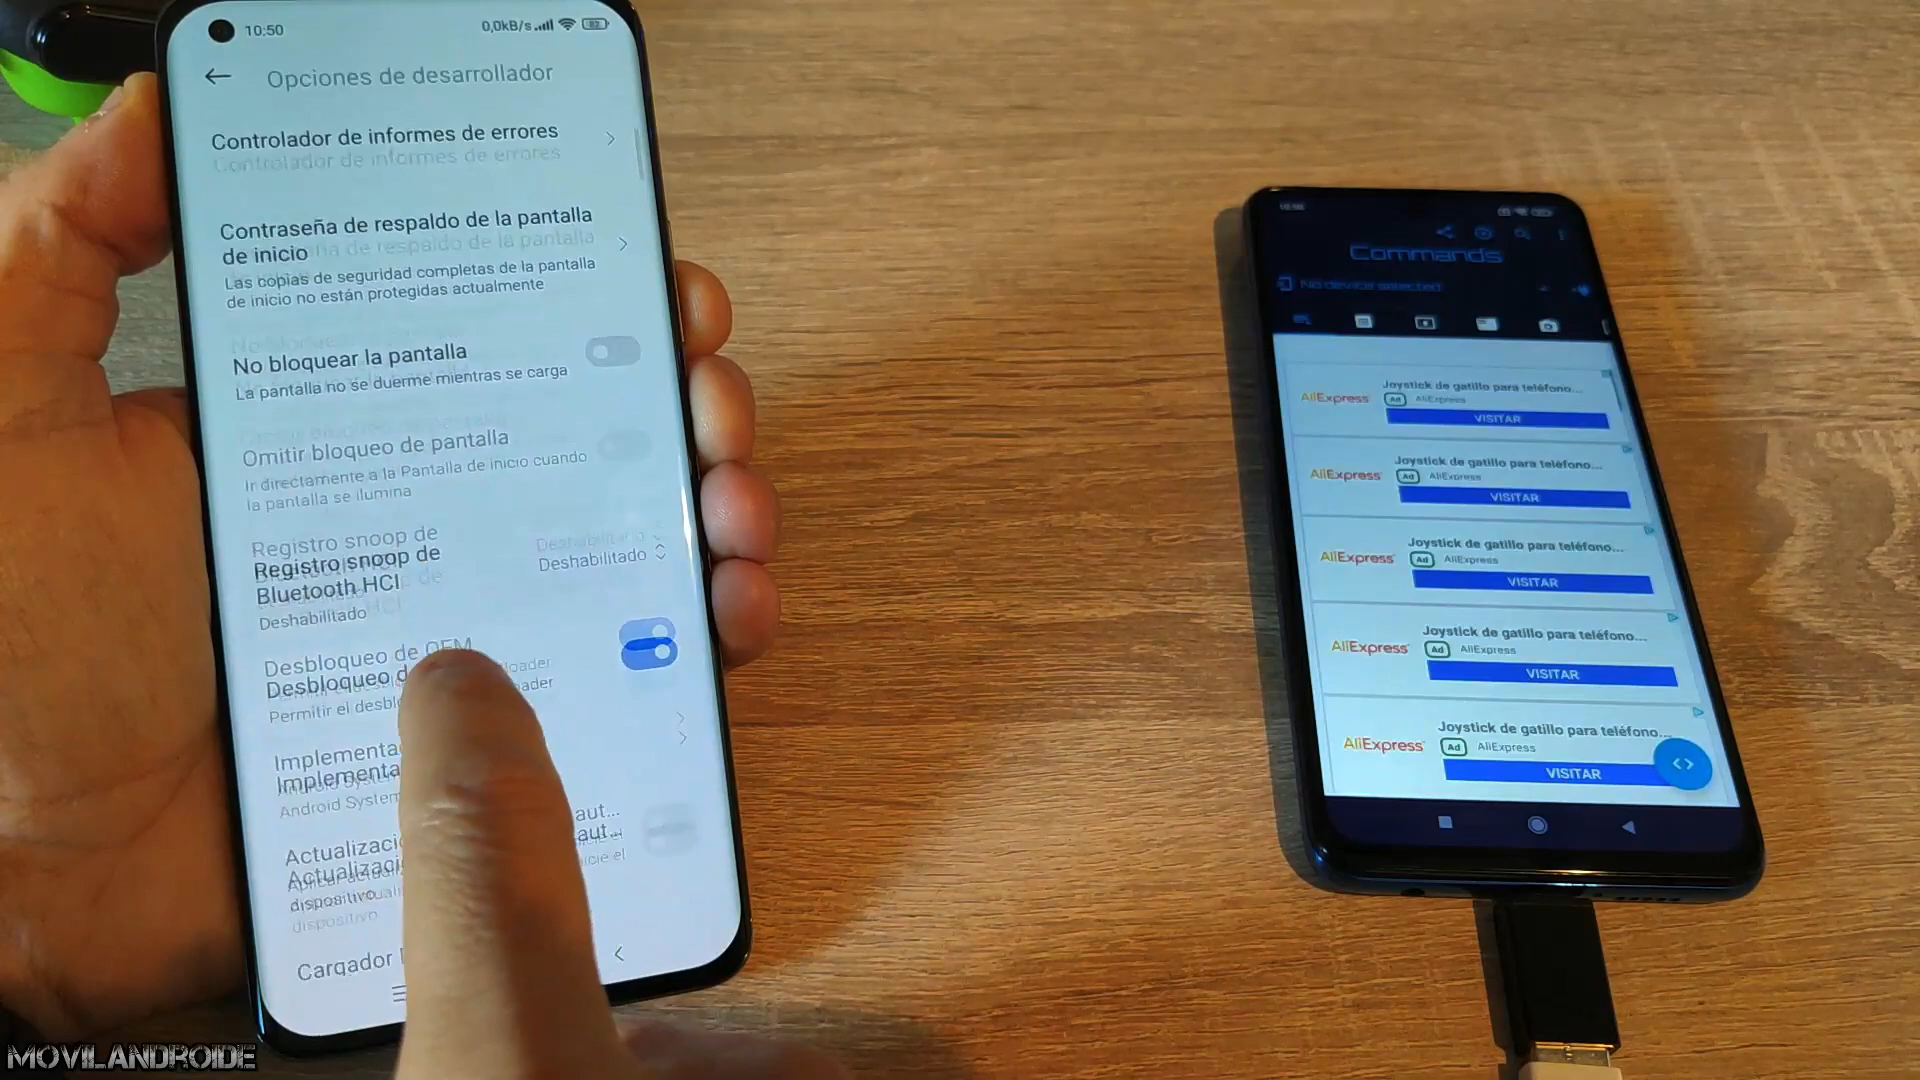 10:50
0,0kB/s
82
Opciones de desarrollador
Controlador de informes de errores
Contraseña de respaldo de la pantalla
de inicio
Las copias de seguridad completas de la pantalla
de inicio no están protegidas actualmente
No bloquear la pantalla
La pantalla no se duerme mientras se carga
Omitir bloqueo de pantalla
Ir directamente a la Pantalla de inicio cuando
la pantalla se ilumina
Registro snoop de
Bluetooth HCI
Deshabilitado
Deshabilitado
Desbloqueo de OEM
Permitir el
Android System
dispositivo
Commands
No device selected
AliExpress
Joystick de gatillo para teléfono...
Ad AliExpress
VISITAR
AliExpress
Joystick de gatillo para teléfono...
Ad AliExpress
VISITAR
AliExpress
Joystick de gatillo para teléfono...
Ad AliExpress
VISITAR
AliExpress
Joystick de gatillo para teléfono...
Ad AliExpress
VISITAR
AliExpress
Joystick de gatillo para teléfono...
Ad AliExpress
VISITAR
MOVILANDROIDE